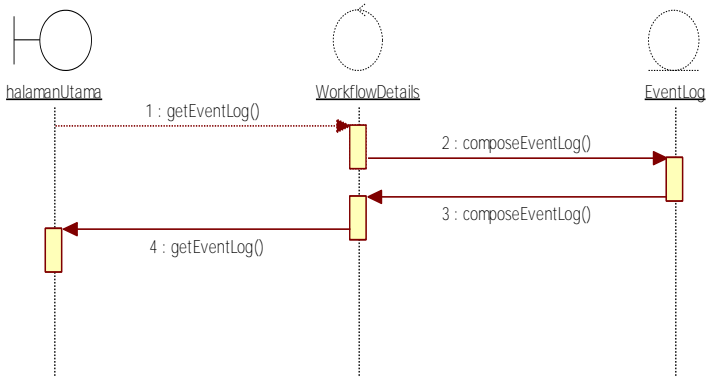 halamanUtama
WorkflowDetails
EventLog
1 : getEventLog()
2 : composeEventLog()
3 : composeEventLog()
4 : getEventLog()